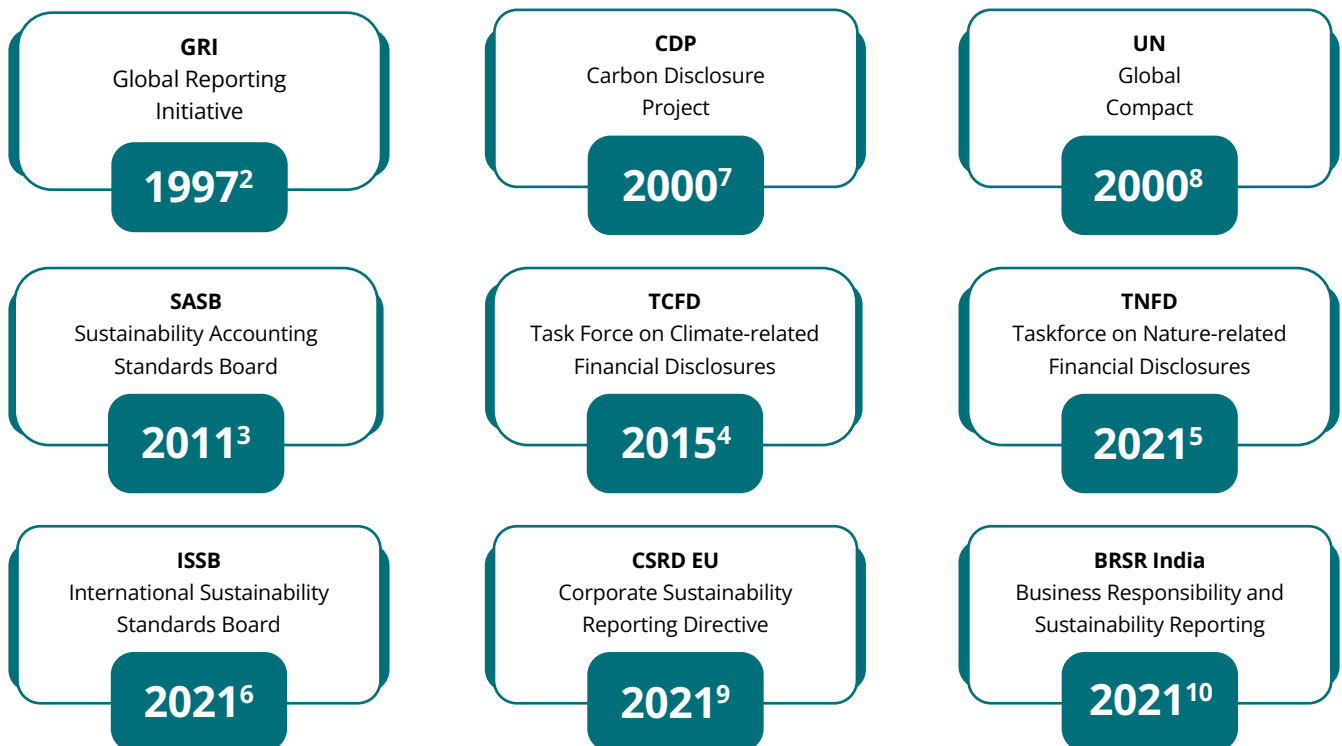 GRI
Global Reporting
Initiative
1997²
CDP
Carbon Disclosure
Project
2000⁷
UN
Global
Compact
2000⁸
SASB
Sustainability Accounting
Standards Board
2011³
TCFD
Task Force on Climate-related
Financial Disclosures
2015⁴
TNFD
Taskforce on Nature-related
Financial Disclosures
2021⁵
ISSB
International Sustainability
Standards Board
2021⁶
CSRD EU
Corporate Sustainability
Reporting Directive
2021⁹
BRSR India
Business Responsibility and
Sustainability Reporting
2021¹⁰